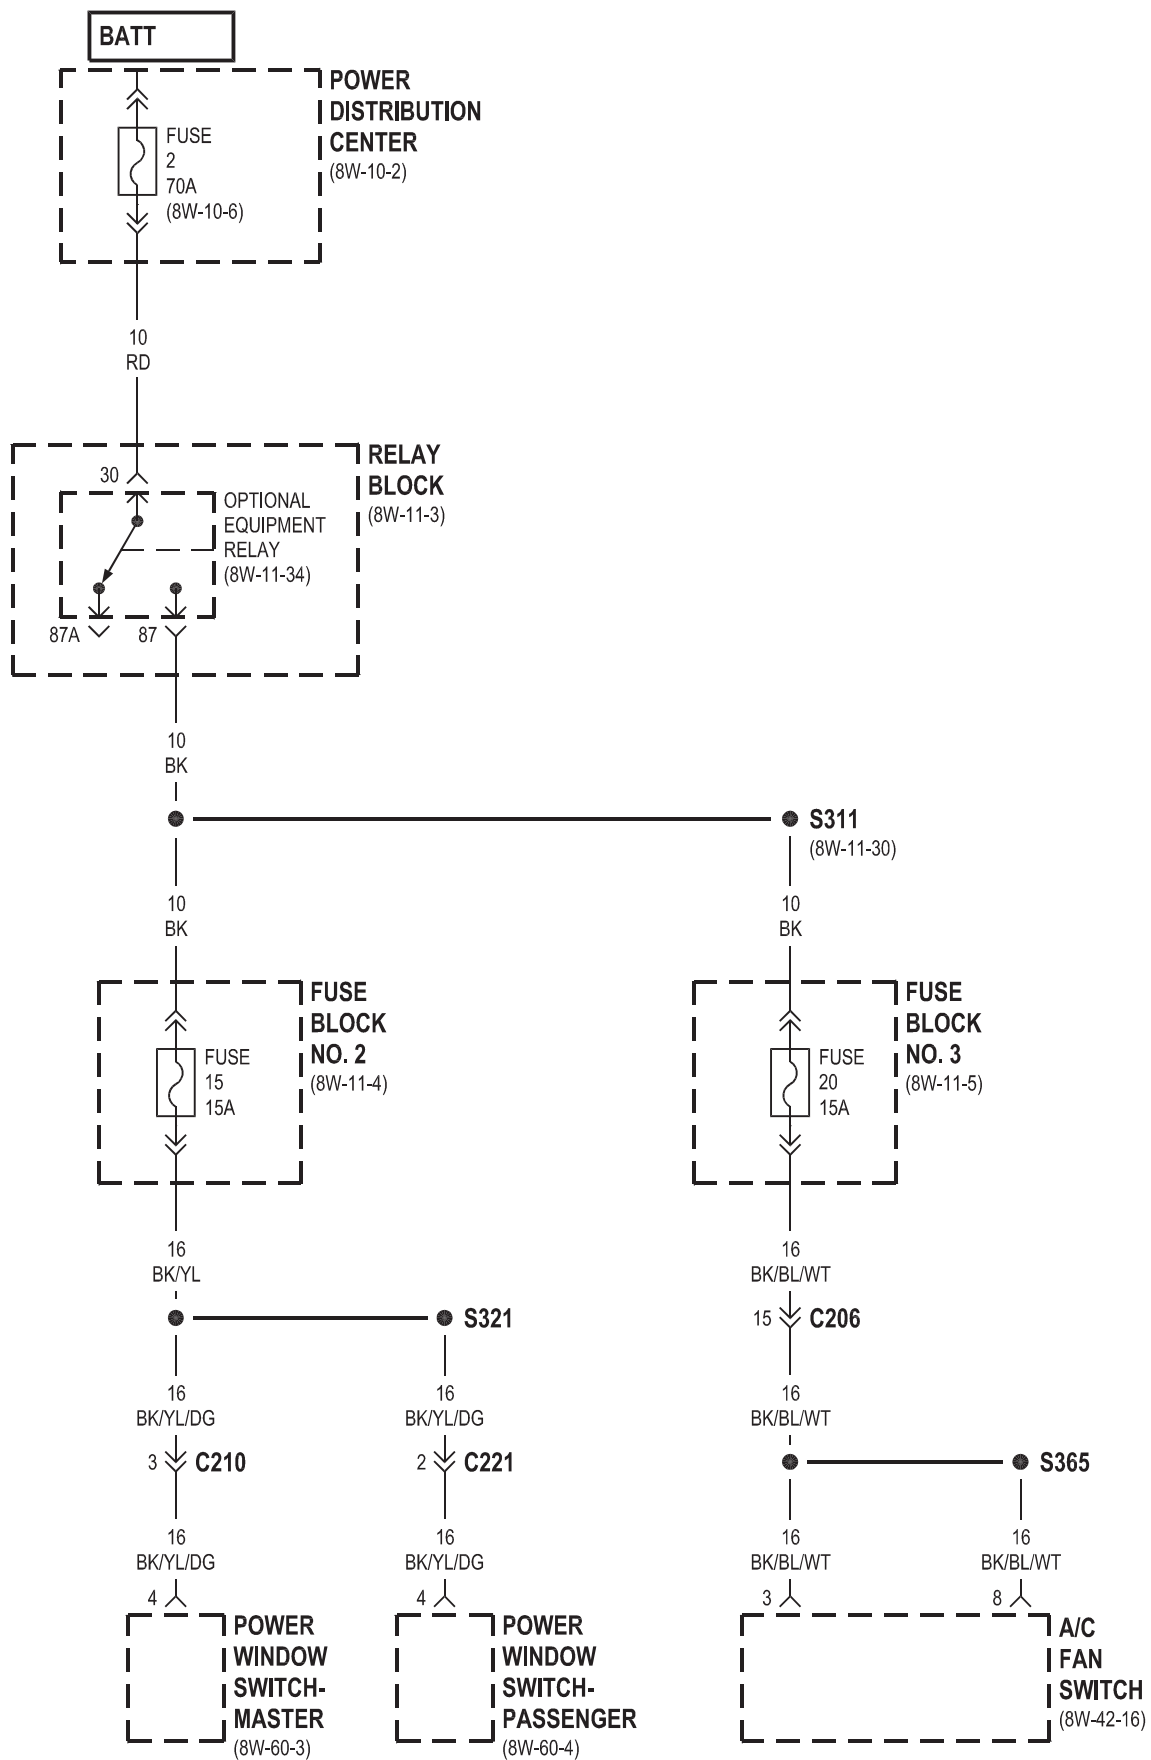 BATT
POWER
DISTRIBUTION
CENTER
(8W-10-2)
FUSE
2
70A
(8W-10-6)
10
RD
RELAY
BLOCK
(8W-11-3)
30
OPTIONAL
EQUIPMENT
RELAY
(8W-11-34)
87A
87
10
BK
S311
(8W-11-30)
10
BK
10
BK
FUSE
BLOCK
NO. 2
(8W-11-4)
FUSE
15
15A
FUSE
BLOCK
NO. 3
(8W-11-5)
FUSE
20
15A
16
BK/YL
16
BK/BL/WT
S321
15
C206
16
BK/YL/DG
16
BK/YL/DG
16
BK/BL/WT
3
C210
2
C221
S365
16
BK/YL/DG
16
BK/YL/DG
16
BK/BL/WT
16
BK/BL/WT
4
4
3
8
POWER
WINDOW
SWITCH-
MASTER
(8W-60-3)
POWER
WINDOW
SWITCH-
PASSENGER
(8W-60-4)
A/C
FAN
SWITCH
(8W-42-16)